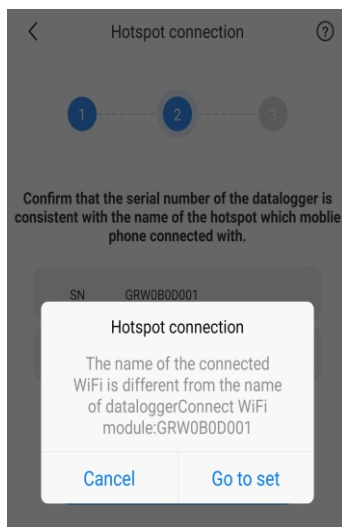 Hotspot connection
?
1
2
3
Confirm that the serial number of the datalogger is
consistent with the name of the hotspot which moblie
phone connected with.
SN GRW0B0D001
Hotspot connection
The name of the connected
WiFi is different from the name
of dataloggerConnect WiFi
module:GRW0B0D001
Cancel Go to set